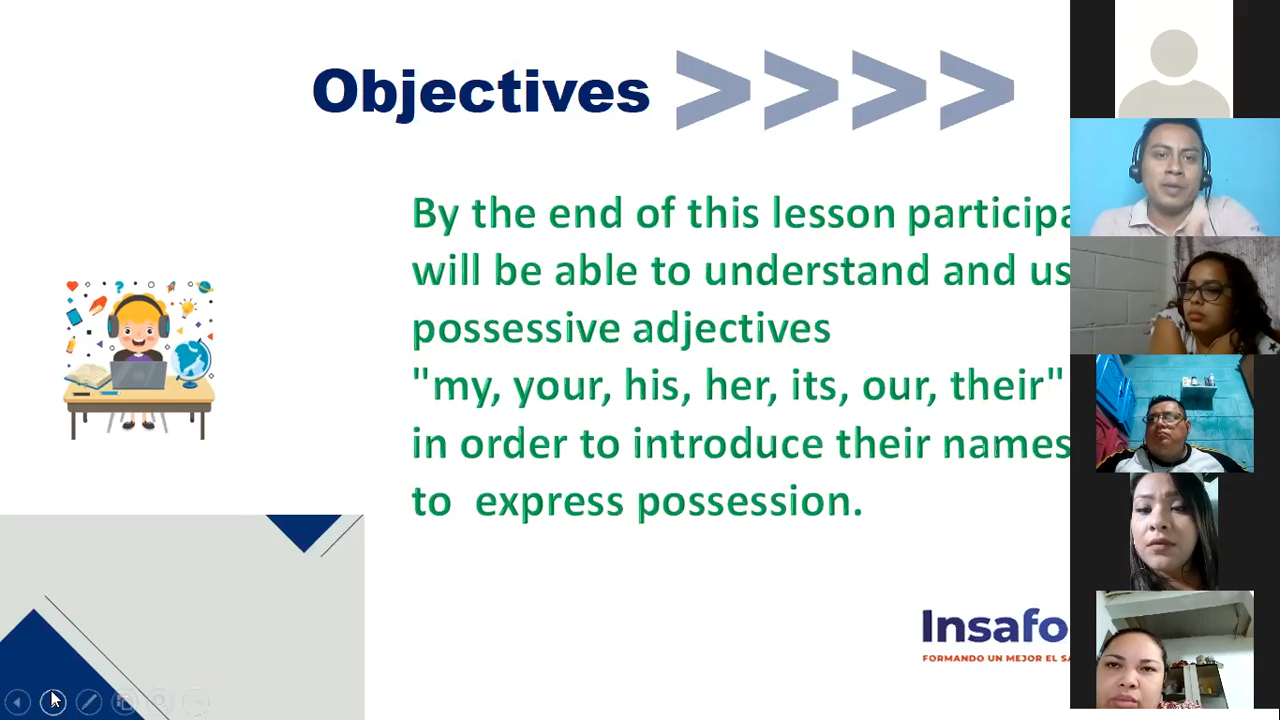 Objectives >>>>
By the end of this lesson participa
will be able to understand and us
possessive adjectives
"my, your, his, her, its, our, their"
in order to introduce their names
to express possession.
Insafo
FORMANDO UN MEJOR EL SA